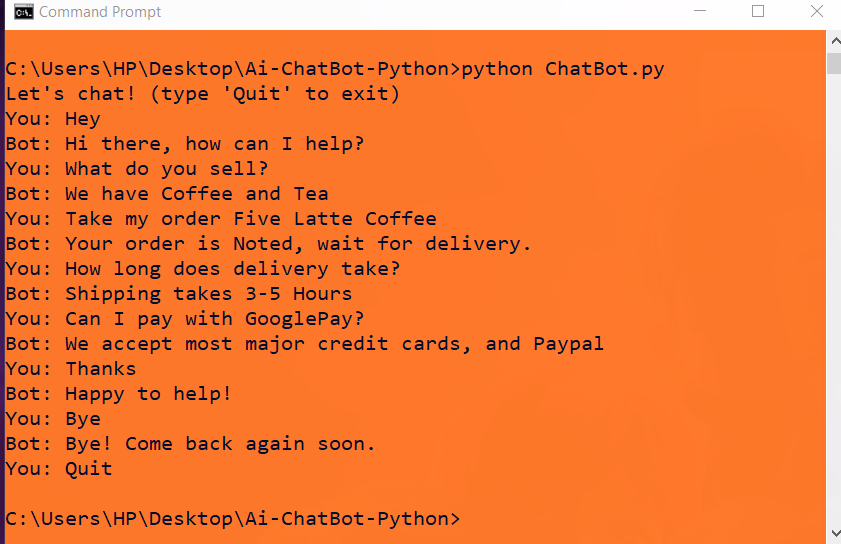 Command Prompt
C:\Users\HP\Desktop\Ai-ChatBot-Python>python ChatBot.py
Let's chat! (type 'Quit' to exit)
You: Hey
Bot: Hi there, how can I help?
You: What do you sell?
Bot: We have Coffee and Tea
You: Take my order Five Latte Coffee
Bot: Your order is Noted, wait for delivery.
You: How long does delivery take?
Bot: Shipping takes 3-5 Hours
You: Can I pay with GooglePay?
Bot: We accept most major credit cards, and Paypal
You: Thanks
Bot: Happy to help!
You: Bye
Bot: Bye! Come back again soon.
You: Quit
C:\Users\HP\Desktop\Ai-ChatBot-Python>